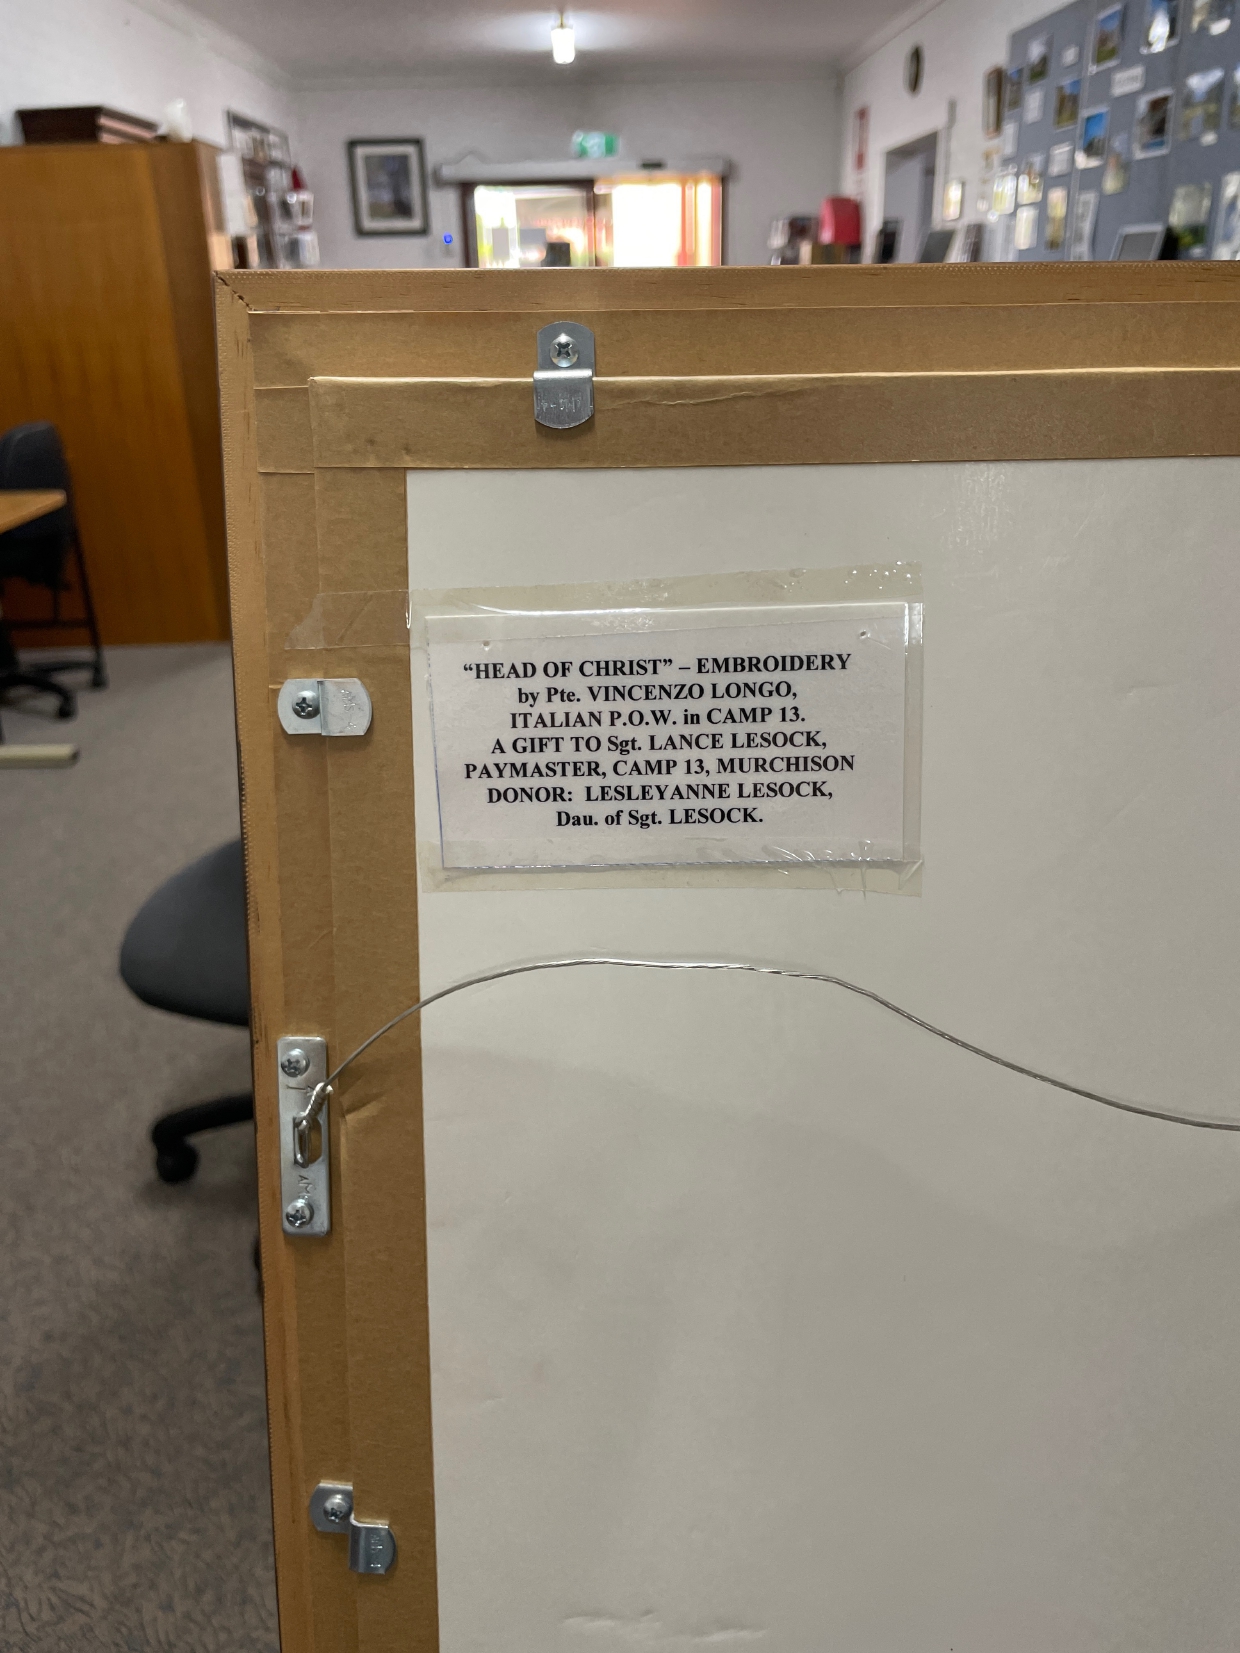 “HEAD OF CHRIST” – EMBROIDERY
by Pte. VINCENZO LONGO,
ITALIAN P.O.W. in CAMP 13.
A GIFT TO Sgt. LANCE LESOCK,
PAYMASTER, CAMP 13, MURCHISON
DONOR: LESLEYANNE LESOCK,
Dau. of Sgt. LESOCK.